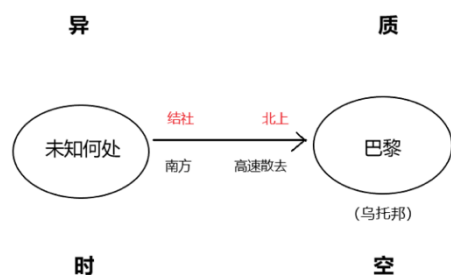 异 质
结社 北上
未知何处 巴黎
南方 高速散去
（乌托邦）
时 空